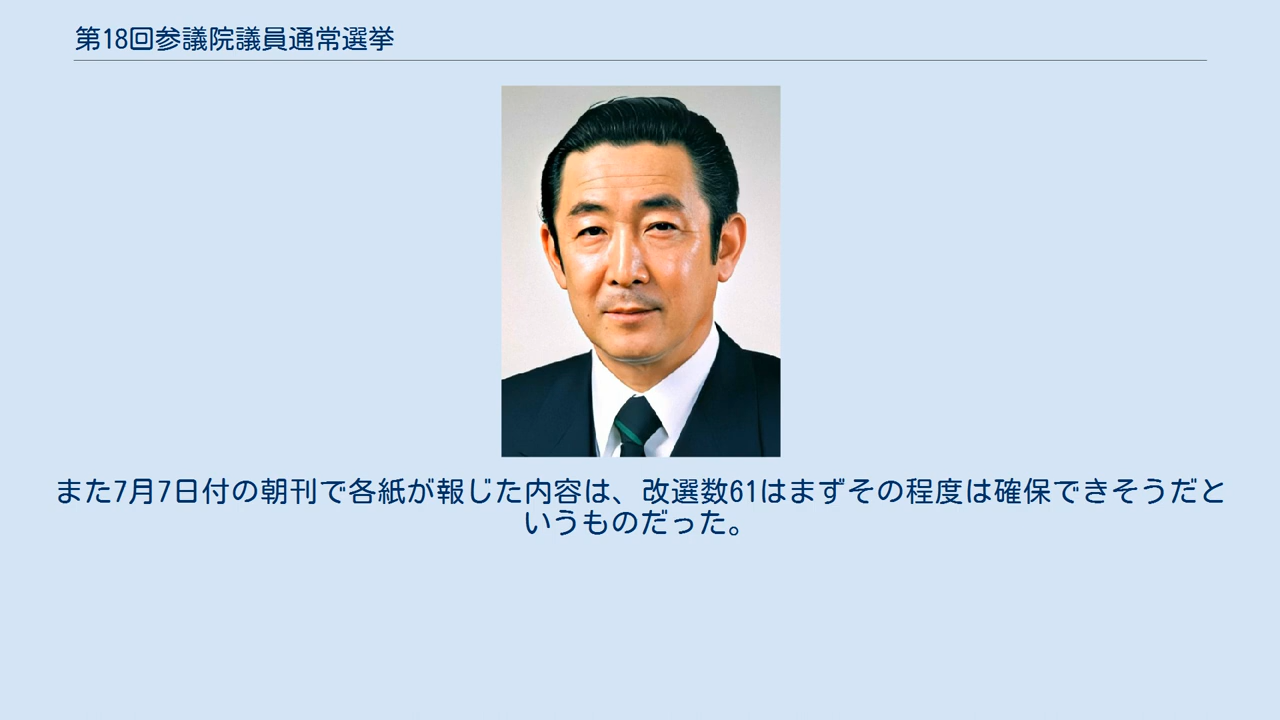 第18回参議院議員通常選挙
また7月7日付の朝刊で各紙が報じた内容は、改選数61はまずその程度は確保できそうだと
いうものだった。